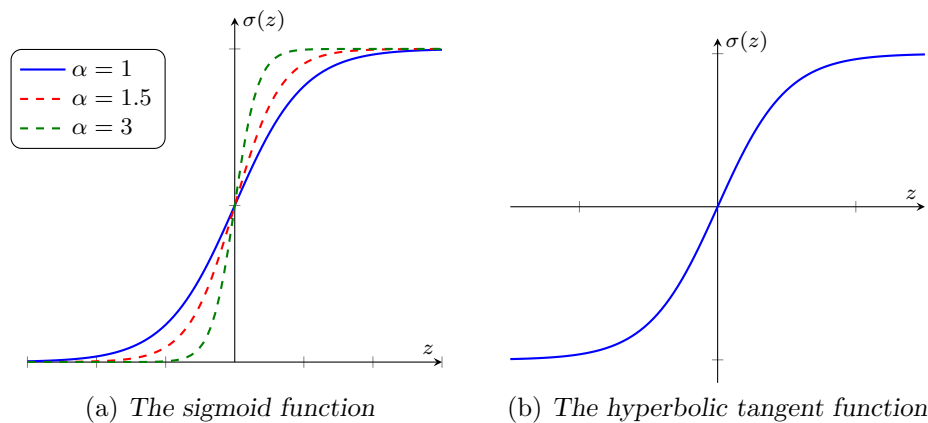 σ(z)
α = 1
α = 1.5
α = 3
z
(a) The sigmoid function
σ(z)
z
(b) The hyperbolic tangent function